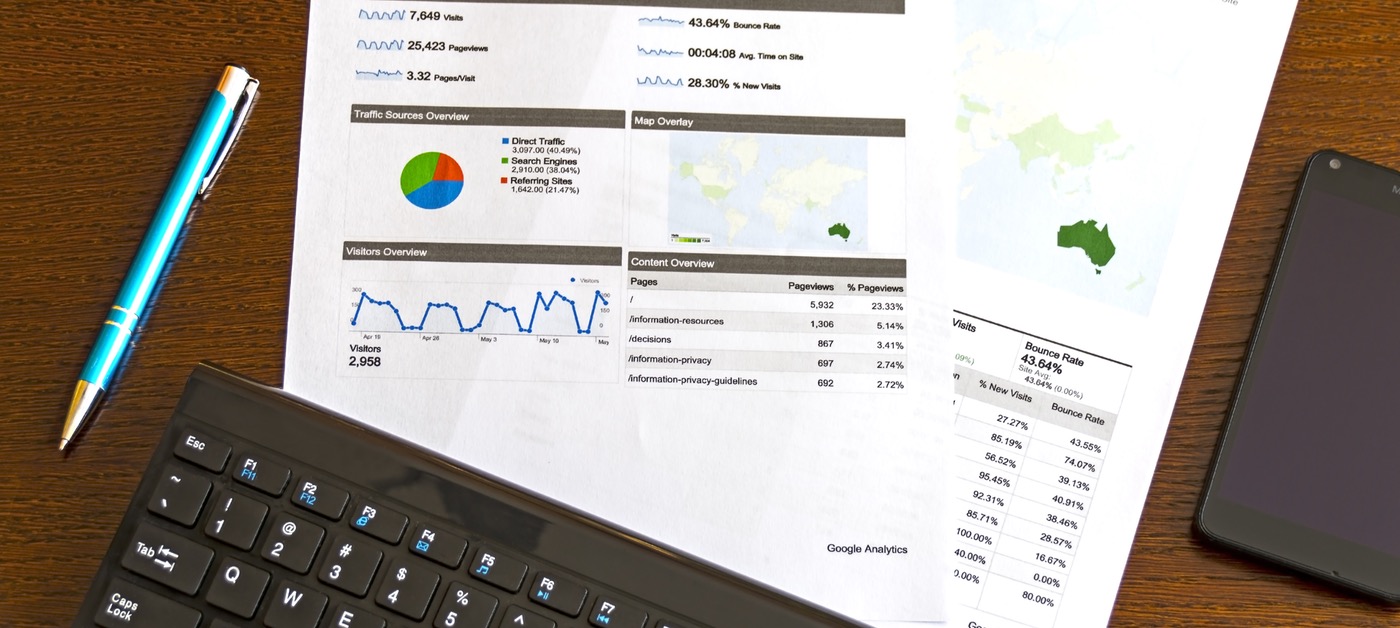 7,649 Visits
25,423 Pageviews
3.32 Pages/Visit
43.64% Bounce Rate
00:04:08 Avg. Time on Site
28.30% % New Visits
Traffic Sources Overview
Direct Traffic
3,097.00 (40.49%)
Search Engines
2,910.00 (38.04%)
Referring Sites
1,642.00 (21.47%)
Map Overlay
Visitors Overview
Visitors
300
150
0
Apr 19
Apr 26
May 3
May 10
May
Visitors
2,958
Content Overview
Pages Pageviews % Pageviews
/ 5,932 23.33%
/information-resources 1,306 5.14%
/decisions 867 3.41%
/information-privacy 697 2.74%
/information-privacy-guidelines 692 2.72%
Google Analytics
Visits
Bounce Rate
43.64%
Site Avg:
43.64% (0.00%)
% New Visits Bounce Rate
27.27% 43.55%
85.19% 74.07%
56.52% 39.13%
95.45% 40.91%
92.31% 38.46%
85.71% 28.57%
100.00% 16.67%
40.00% 0.00%
80.00%
Esc
F1 F11
F2 F12
F3
F4
F5
F6
F7
~ `
! 1
@ 2
# 3
$ 4
% 5
^
Tab
Q
W
E
Caps Lock